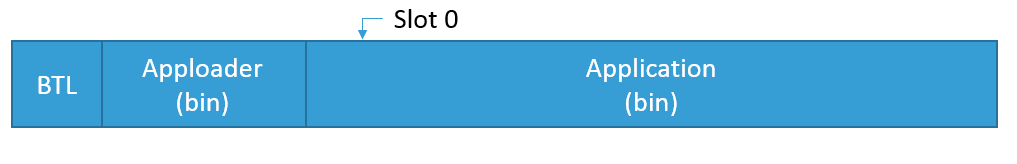 Slot 0
BTL
Apploader
(bin)
Application
(bin)